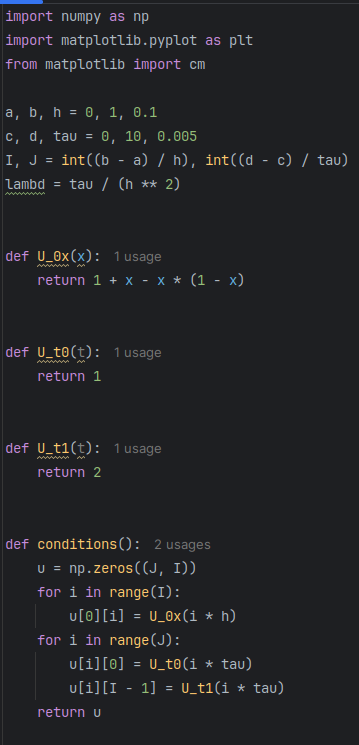 import numpy as np
import matplotlib.pyplot as plt
from matplotlib import cm

a, b, h = 0, 1, 0.1
c, d, tau = 0, 10, 0.005
I, J = int((b - a) / h), int((d - c) / tau)
lambd = tau / (h ** 2)


def U_0x(x): 1 usage
    return 1 + x - x * (1 - x)


def U_t0(t): 1 usage
    return 1


def U_t1(t): 1 usage
    return 2


def conditions(): 2 usages
    u = np.zeros((J, I))
    for i in range(I):
        u[0][i] = U_0x(i * h)
    for i in range(J):
        u[i][0] = U_t0(i * tau)
        u[i][I - 1] = U_t1(i * tau)
    return u